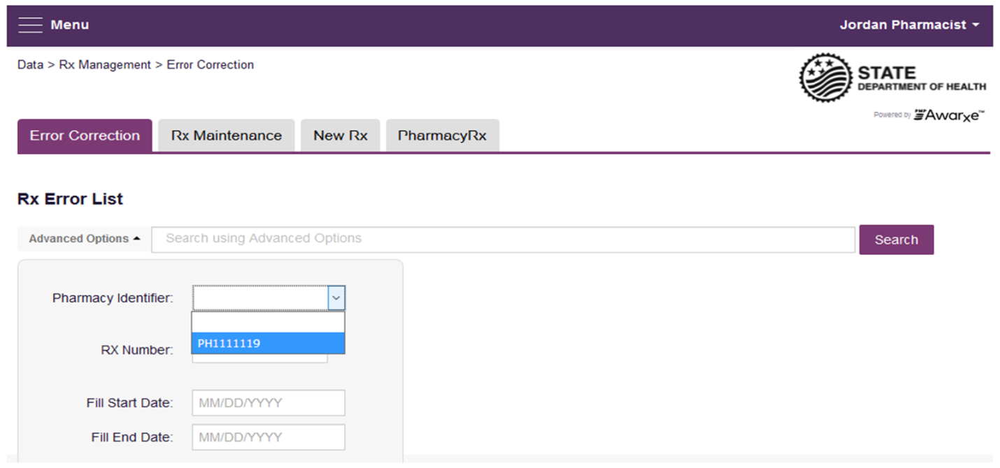 Menu
Jordan Pharmacist
Data > Rx Management > Error Correction
STATE
DEPARTMENT OF HEALTH
Powered by PMP Awarxe™
Error Correction
Rx Maintenance
New Rx
PharmacyRx
Rx Error List
Advanced Options
Search using Advanced Options
Search
Pharmacy Identifier:
PH1111119
RX Number:
Fill Start Date:
MM/DD/YYYY
Fill End Date:
MM/DD/YYYY